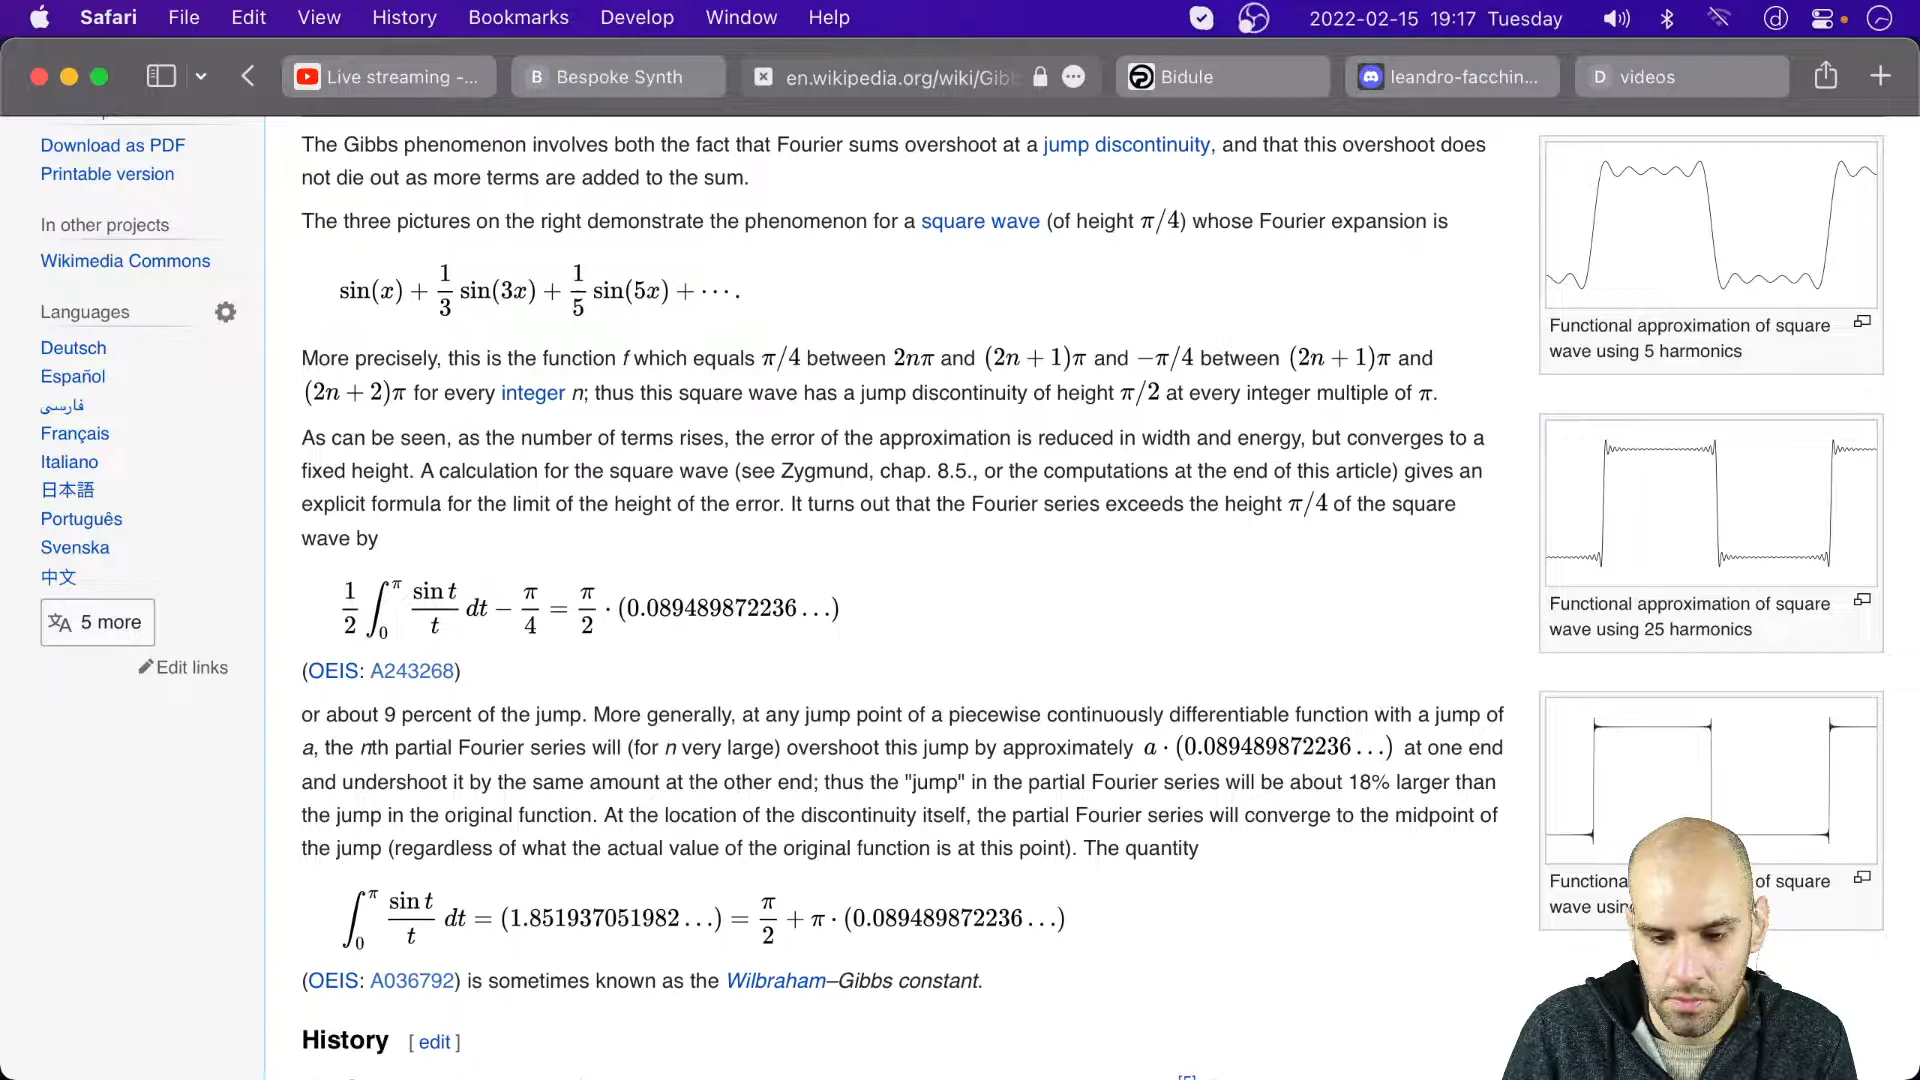 Safari File Edit View History Bookmarks Develop Window Help 2022-02-15 19:17 Tuesday
Live streaming -... B Bespoke Synth en.wikipedia.org/wiki/Gib Bidule leandro-facchin... D videos
Download as PDF
Printable version
In other projects
Wikimedia Commons
Languages
Deutsch
Español
فارسی
Français
Italiano
日本語
Português
Svenska
中文
5 more
Edit links
The Gibbs phenomenon involves both the fact that Fourier sums overshoot at a jump discontinuity, and that this overshoot does
not die out as more terms are added to the sum.
The three pictures on the right demonstrate the phenomenon for a square wave (of height π/4) whose Fourier expansion is
sin(x) + 1/3 sin(3x) + 1/5 sin(5x) + ⋯.
More precisely, this is the function f which equals π/4 between 2nπ and (2n + 1)π and −π/4 between (2n + 1)π and
(2n + 2)π for every integer n; thus this square wave has a jump discontinuity of height π/2 at every integer multiple of π.
As can be seen, as the number of terms rises, the error of the approximation is reduced in width and energy, but converges to a
fixed height. A calculation for the square wave (see Zygmund, chap. 8.5., or the computations at the end of this article) gives an
explicit formula for the limit of the height of the error. It turns out that the Fourier series exceeds the height π/4 of the square
wave by
1/2 ∫₀^π sin t/t dt − π/4 = π/2 · (0.089489872236…)
(OEIS: A243268)
or about 9 percent of the jump. More generally, at any jump point of a piecewise continuously differentiable function with a jump of
a, the nth partial Fourier series will (for n very large) overshoot this jump by approximately a · (0.089489872236…) at one end
and undershoot it by the same amount at the other end; thus the "jump" in the partial Fourier series will be about 18% larger than
the jump in the original function. At the location of the discontinuity itself, the partial Fourier series will converge to the midpoint of
the jump (regardless of what the actual value of the original function is at this point). The quantity
∫₀^π sin t/t dt = (1.851937051982…) = π/2 + π · (0.089489872236…)
(OEIS: A036792) is sometimes known as the Wilbraham–Gibbs constant.
History [ edit ]
Functional approximation of square
wave using 5 harmonics
Functional approximation of square
wave using 25 harmonics
of square
wave